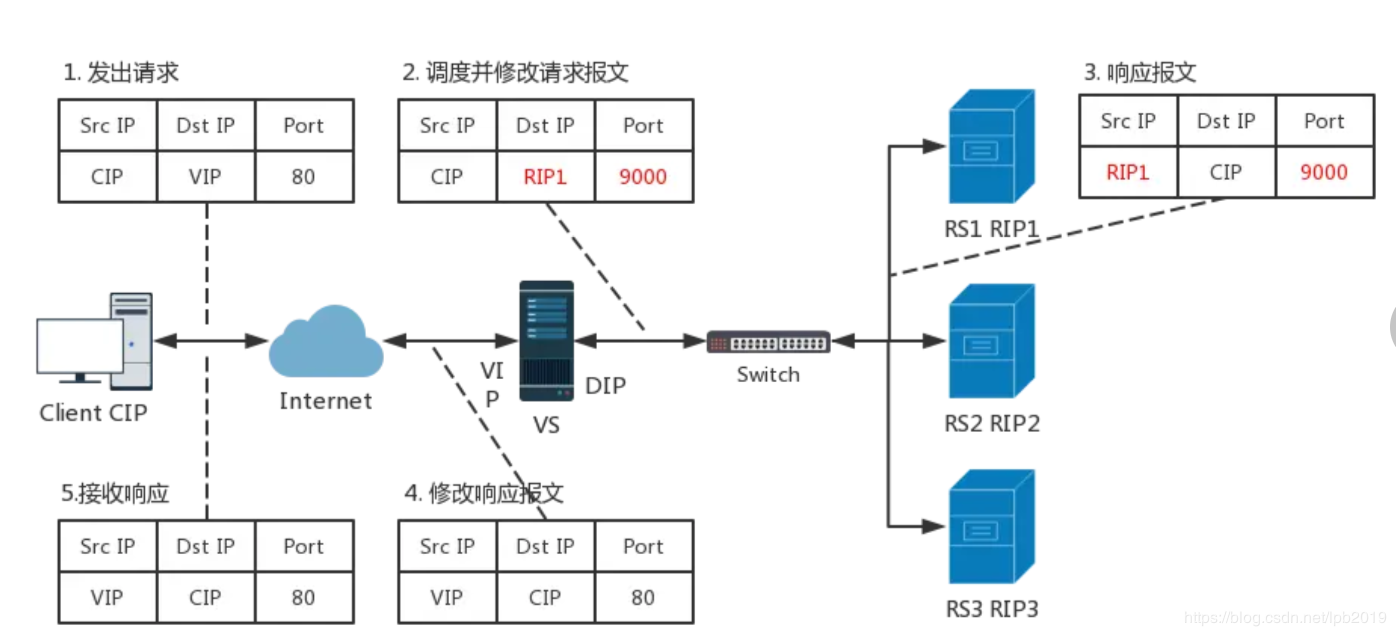 1. 发出请求
Src IP Dst IP Port
CIP VIP 80
2. 调度并修改请求报文
Src IP Dst IP Port
CIP RIP1 9000
3. 响应报文
Src IP Dst IP Port
RIP1 CIP 9000
RS1 RIP1
Client CIP
Internet
VI
P
VS
DIP
Switch
RS2 RIP2
5.接收响应
Src IP Dst IP Port
VIP CIP 80
4. 修改响应报文
Src IP Dst IP Port
VIP CIP 80
RS3 RIP3
https://blog.csdn.net/lpb2019